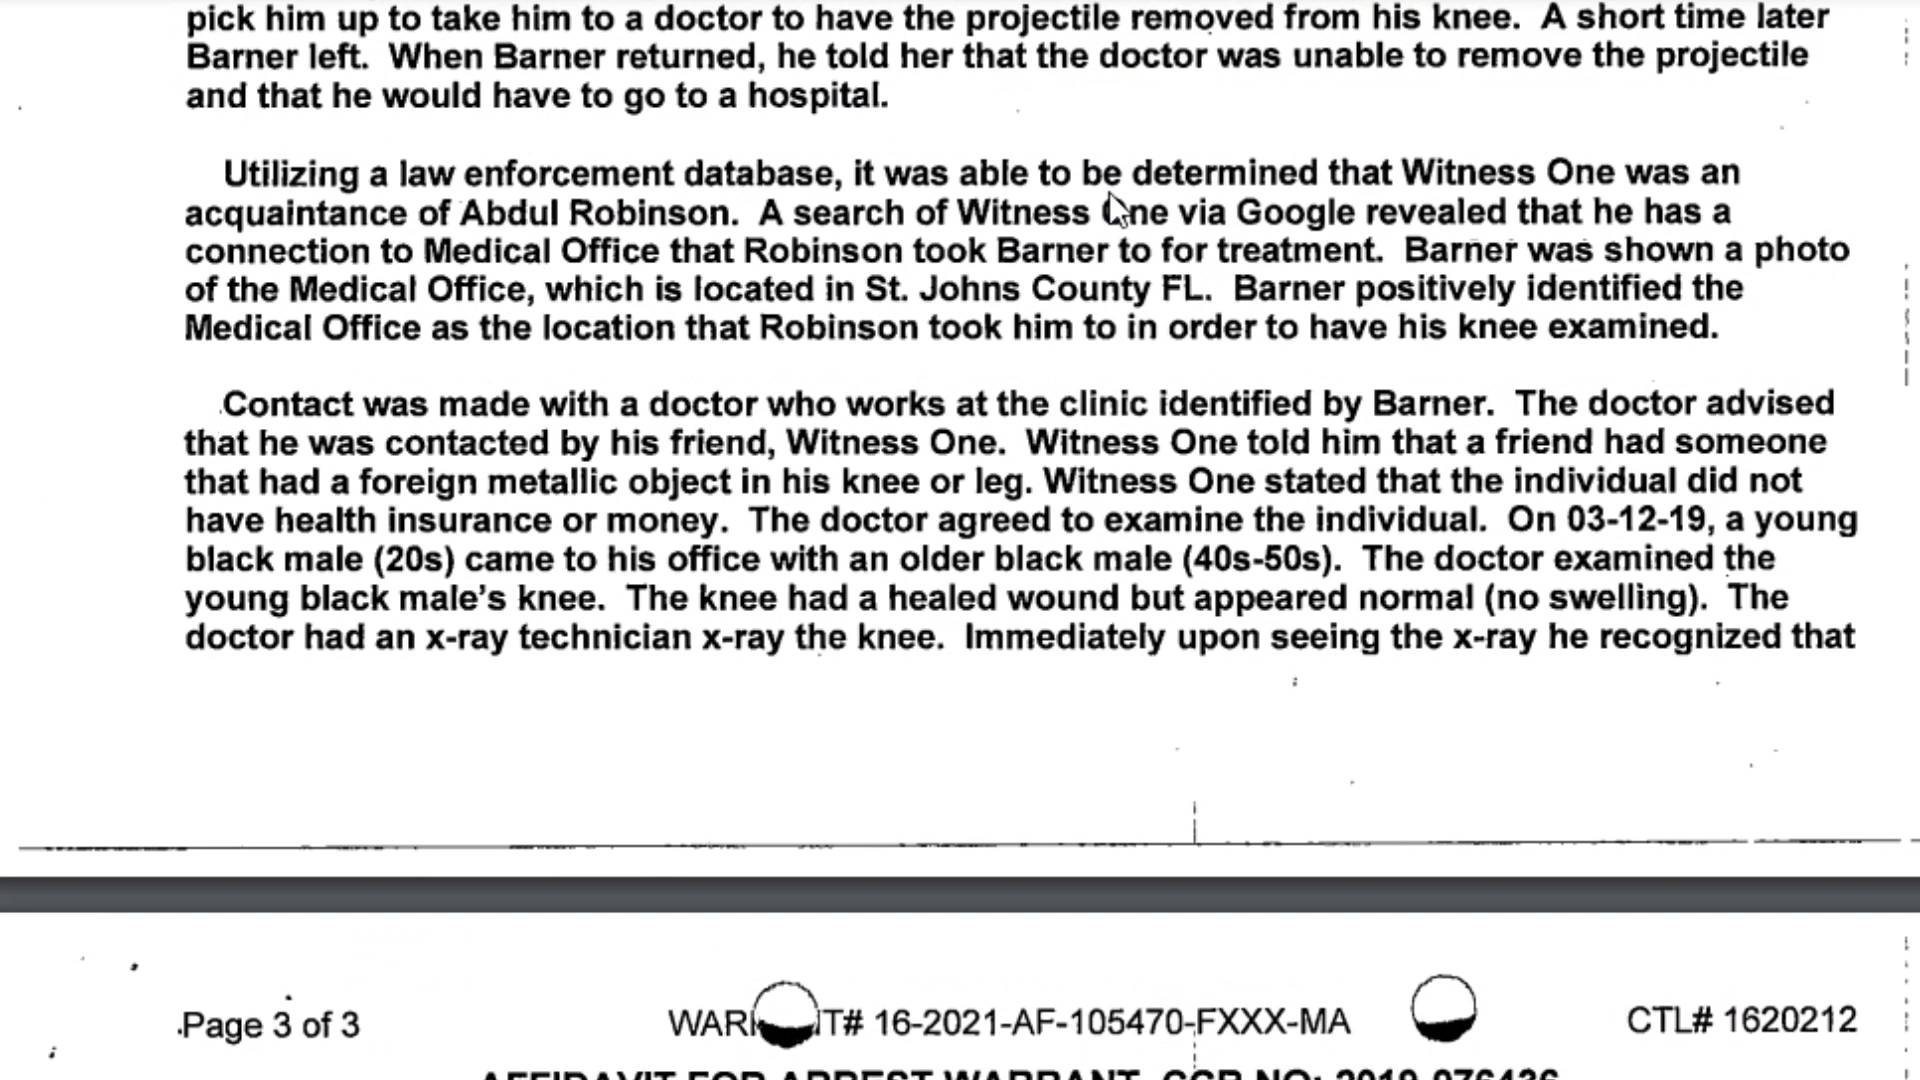 pick him up to take him to a doctor to have the projectile removed from his knee. A short time later
Barner left. When Barner returned, he told her that the doctor was unable to remove the projectile
and that he would have to go to a hospital.
Utilizing a law enforcement database, it was able to be determined that Witness One was an
acquaintance of Abdul Robinson. A search of Witness One via Google revealed that he has a
connection to Medical Office that Robinson took Barner to for treatment. Barner was shown a photo
of the Medical Office, which is located in St. Johns County FL. Barner positively identified the
Medical Office as the location that Robinson took him to in order to have his knee examined.
Contact was made with a doctor who works at the clinic identified by Barner. The doctor advised
that he was contacted by his friend, Witness One. Witness One told him that a friend had someone
that had a foreign metallic object in his knee or leg. Witness One stated that the individual did not
have health insurance or money. The doctor agreed to examine the individual. On 03-12-19, a young
black male (20s) came to his office with an older black male (40s-50s). The doctor examined the
young black male's knee. The knee had a healed wound but appeared normal (no swelling). The
doctor had an x-ray technician x-ray the knee. Immediately upon seeing the x-ray he recognized that
Page 3 of 3 WARRANT# 16-2021-AF-105470-FXXX-MA CTL# 1620212
AFFIDAVIT FOR ARREST WARRANT CCR NO: 2019-076436